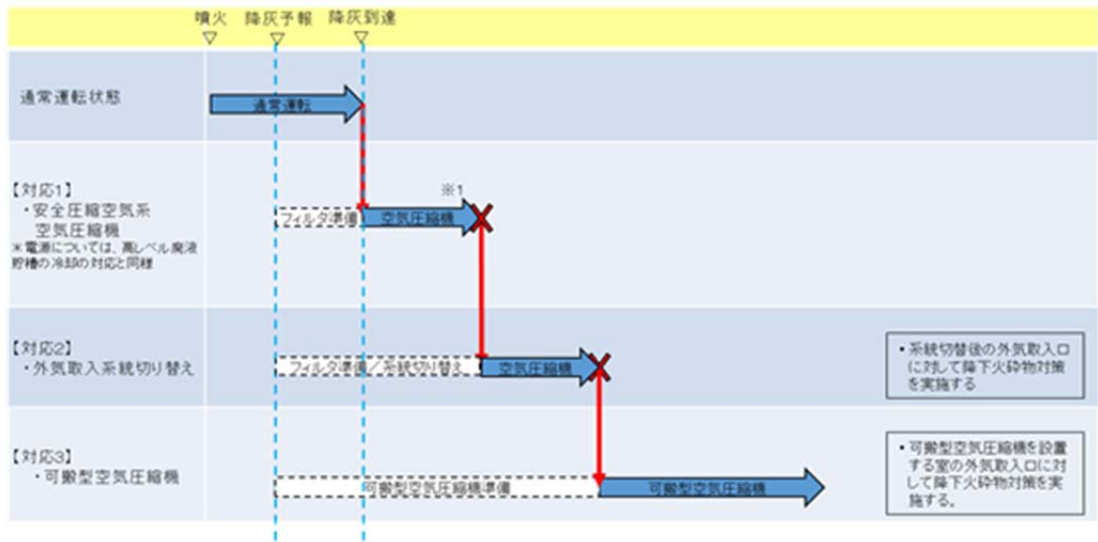 噴火 降灰予報 降灰到達
▽ ▽ ▽
通常運転状態
通常運転
【対応1】
・安全圧縮空気系
空気圧縮機
※電源については、高レベル廃液
貯槽の冷却の対応と同様
※1
フィルタ準備
空気圧縮機
【対応2】
・外気取入系統切り替え
フィルタ準備/系統切り替え
空気圧縮機
・系統切替後の外気取入口
に対して降下火砕物対策
を実施する
【対応3】
・可搬型空気圧縮機
可搬型空気圧縮機準備
可搬型空気圧縮機
・可搬型空気圧縮機を設置
する室の外気取入口に対
して降下火砕物対策を実
施する。